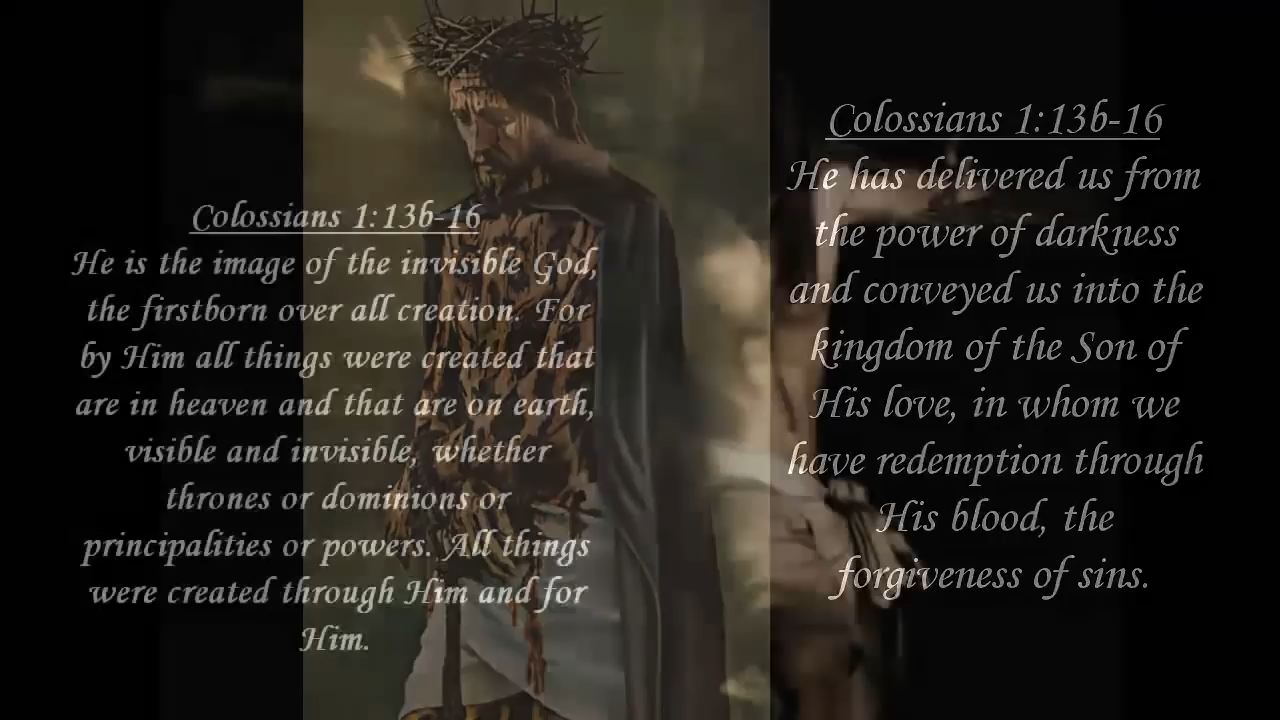 Colossians 1:13b-16
He is the image of the invisible God,
the firstborn over all creation. For
by Him all things were created that
are in heaven and that are on earth,
visible and invisible, whether
thrones or dominions or
principalities or powers. All things
were created through Him and for
Him.
Colossians 1:13b-16
He has delivered us from
the power of darkness
and conveyed us into the
kingdom of the Son of
His love, in whom we
have redemption through
His blood, the
forgiveness of sins.